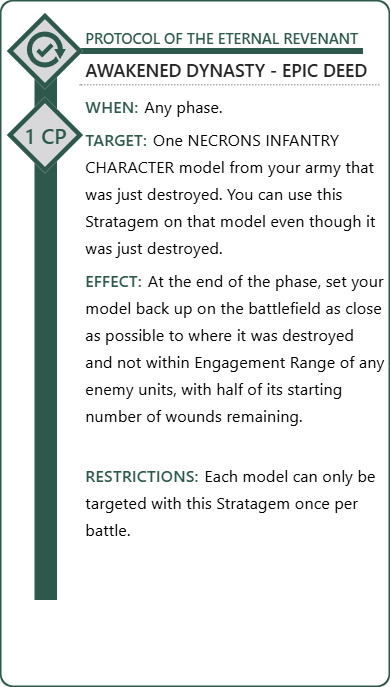 PROTOCOL OF THE ETERNAL REVENANT
AWAKENED DYNASTY - EPIC DEED
WHEN: Any phase.
1 CP
TARGET: One NECRONS INFANTRY
CHARACTER model from your army that
was just destroyed. You can use this
Stratagem on that model even though it
was just destroyed.
EFFECT: At the end of the phase, set your
model back up on the battlefield as close
as possible to where it was destroyed
and not within Engagement Range of any
enemy units, with half of its starting
number of wounds remaining.
RESTRICTIONS: Each model can only be
targeted with this Stratagem once per
battle.